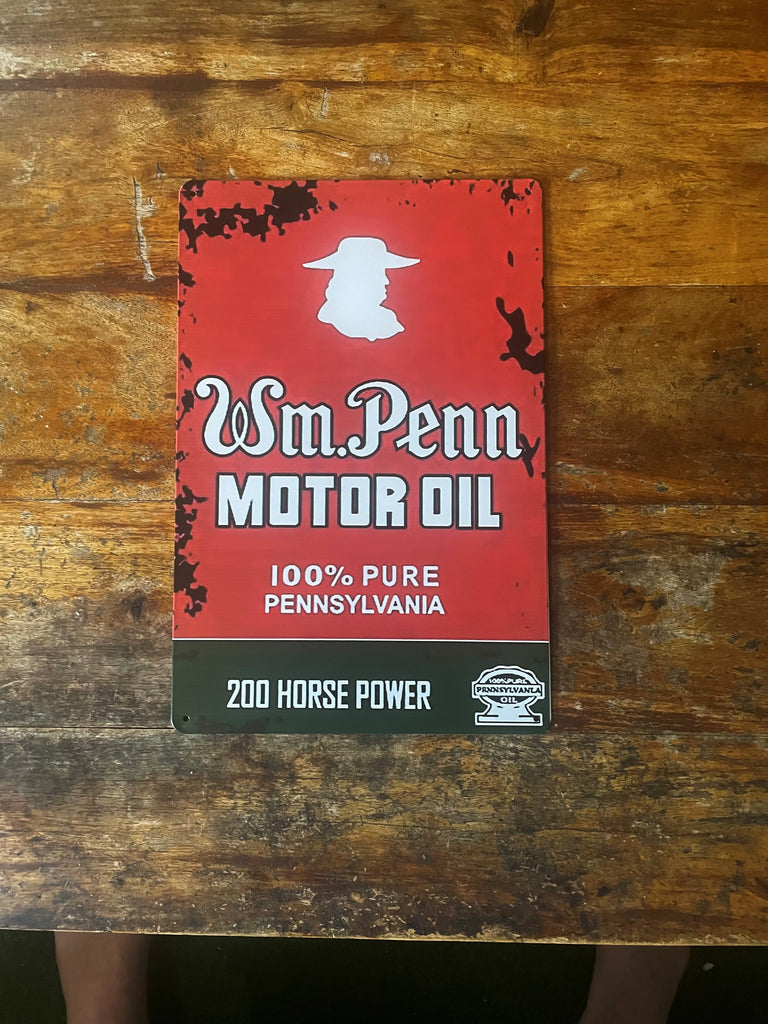 Wm. Penn
MOTOR OIL
100% PURE
PENNSYLVANIA
200 HORSE POWER
100% PURE
PENNSYLVANIA
OIL